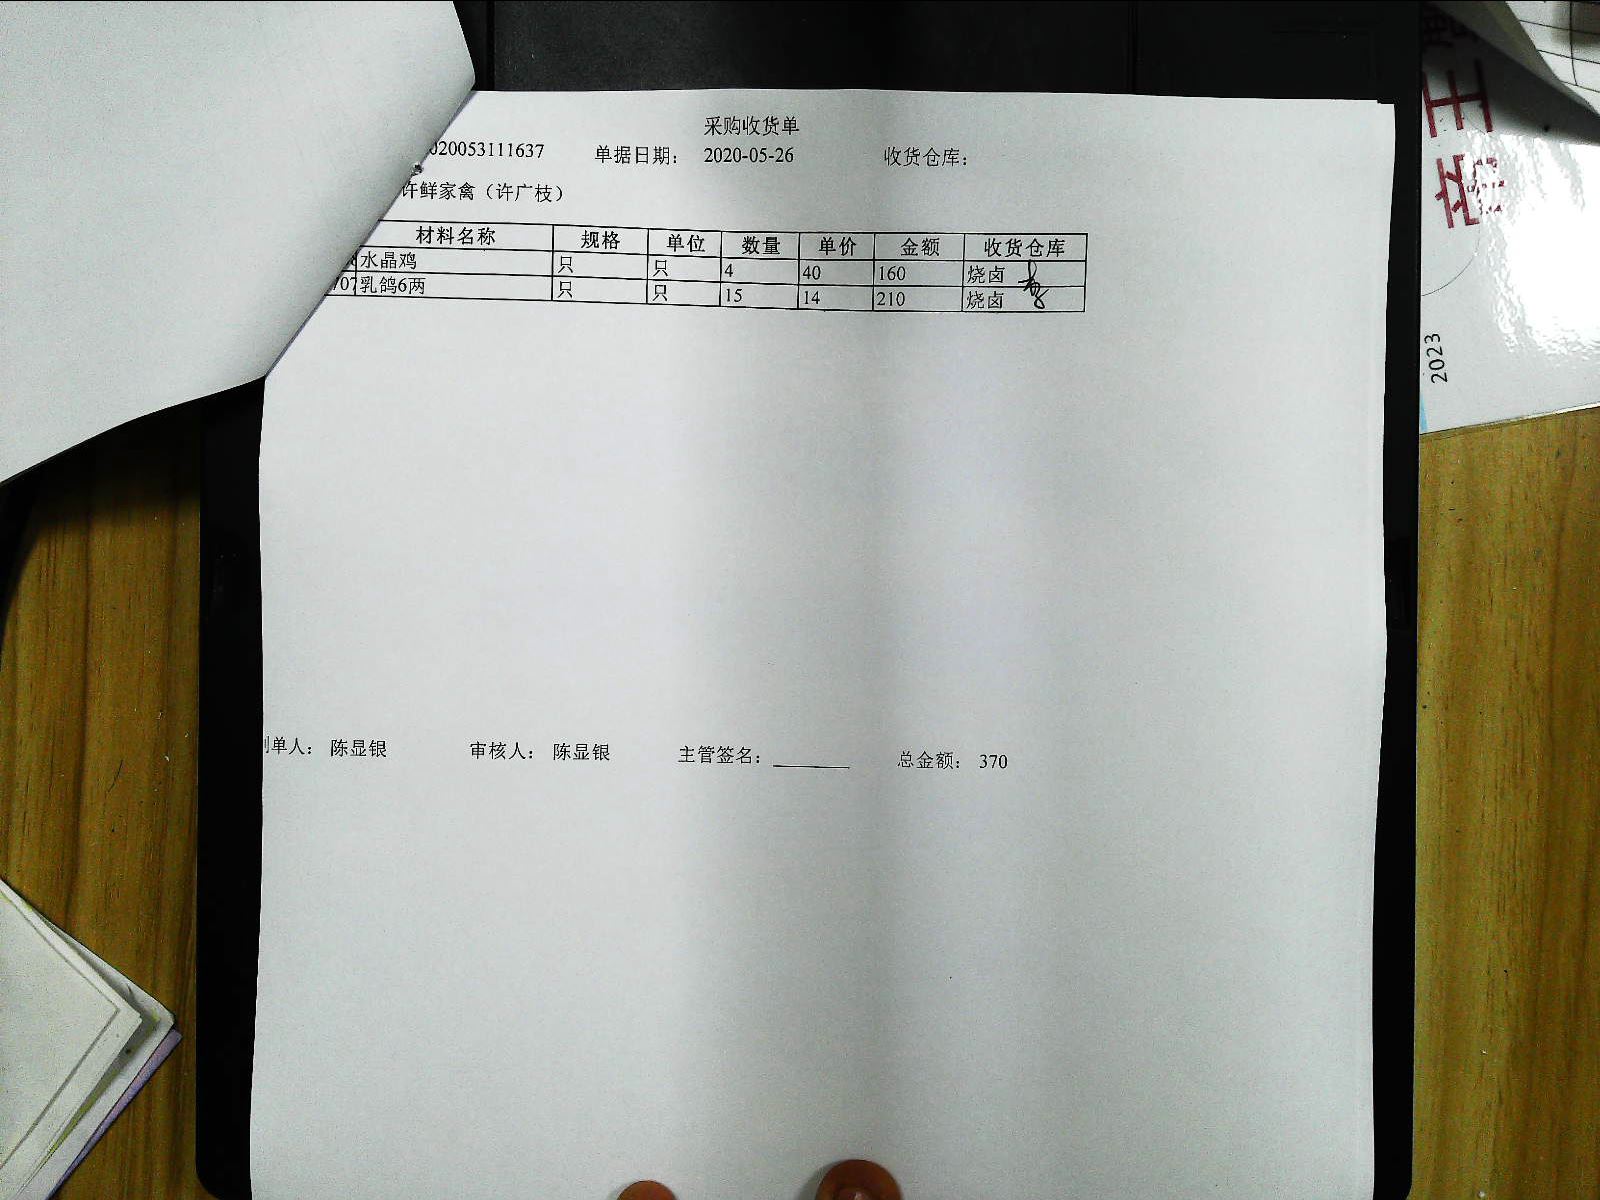 采购收货单
020053111637 单据日期: 2020-05-26 收货仓库:
许鲜家禽（许广枝）
材料名称 规格 单位 数量 单价 金额 收货仓库
水晶鸡 只 只 4 40 160 烧卤
707 乳鸽6两 只 只 15 14 210 烧卤
单人: 陈显银 审核人: 陈显银 主管签名: 总金额: 370
帝王
2023